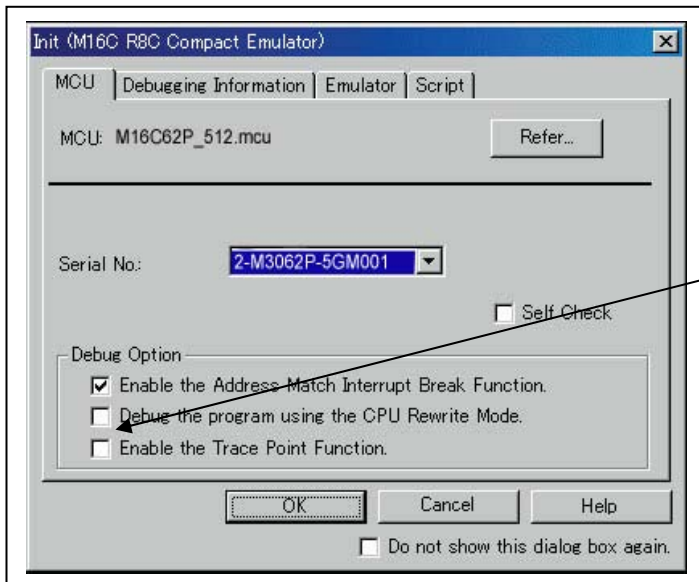 Init (M16C R8C Compact Emulator)
MCU Debugging Information Emulator Script
MCU: M16C62P_512.mcu Refer...
Serial No.: 2-M3062P-5GM001
Self Check
Debug Option
Enable the Address Match Interrupt Break Function.
Debug the program using the CPU Rewrite Mode.
Enable the Trace Point Function.
OK Cancel Help
Do not show this dialog box again.